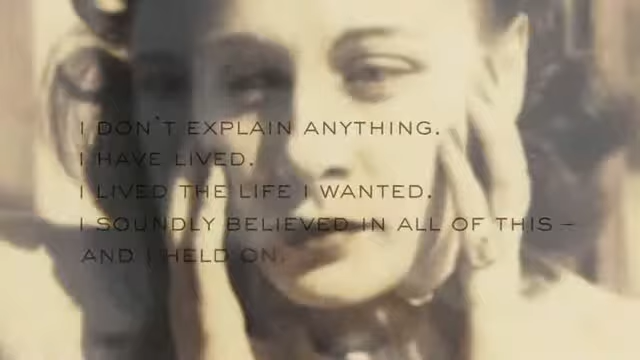 I DON'T EXPLAIN ANYTHING.
I HAVE LIVED.
I LIVED THE LIFE I WANTED.
I SOUNDLY BELIEVED IN ALL OF THIS –
AND I HELD ON.